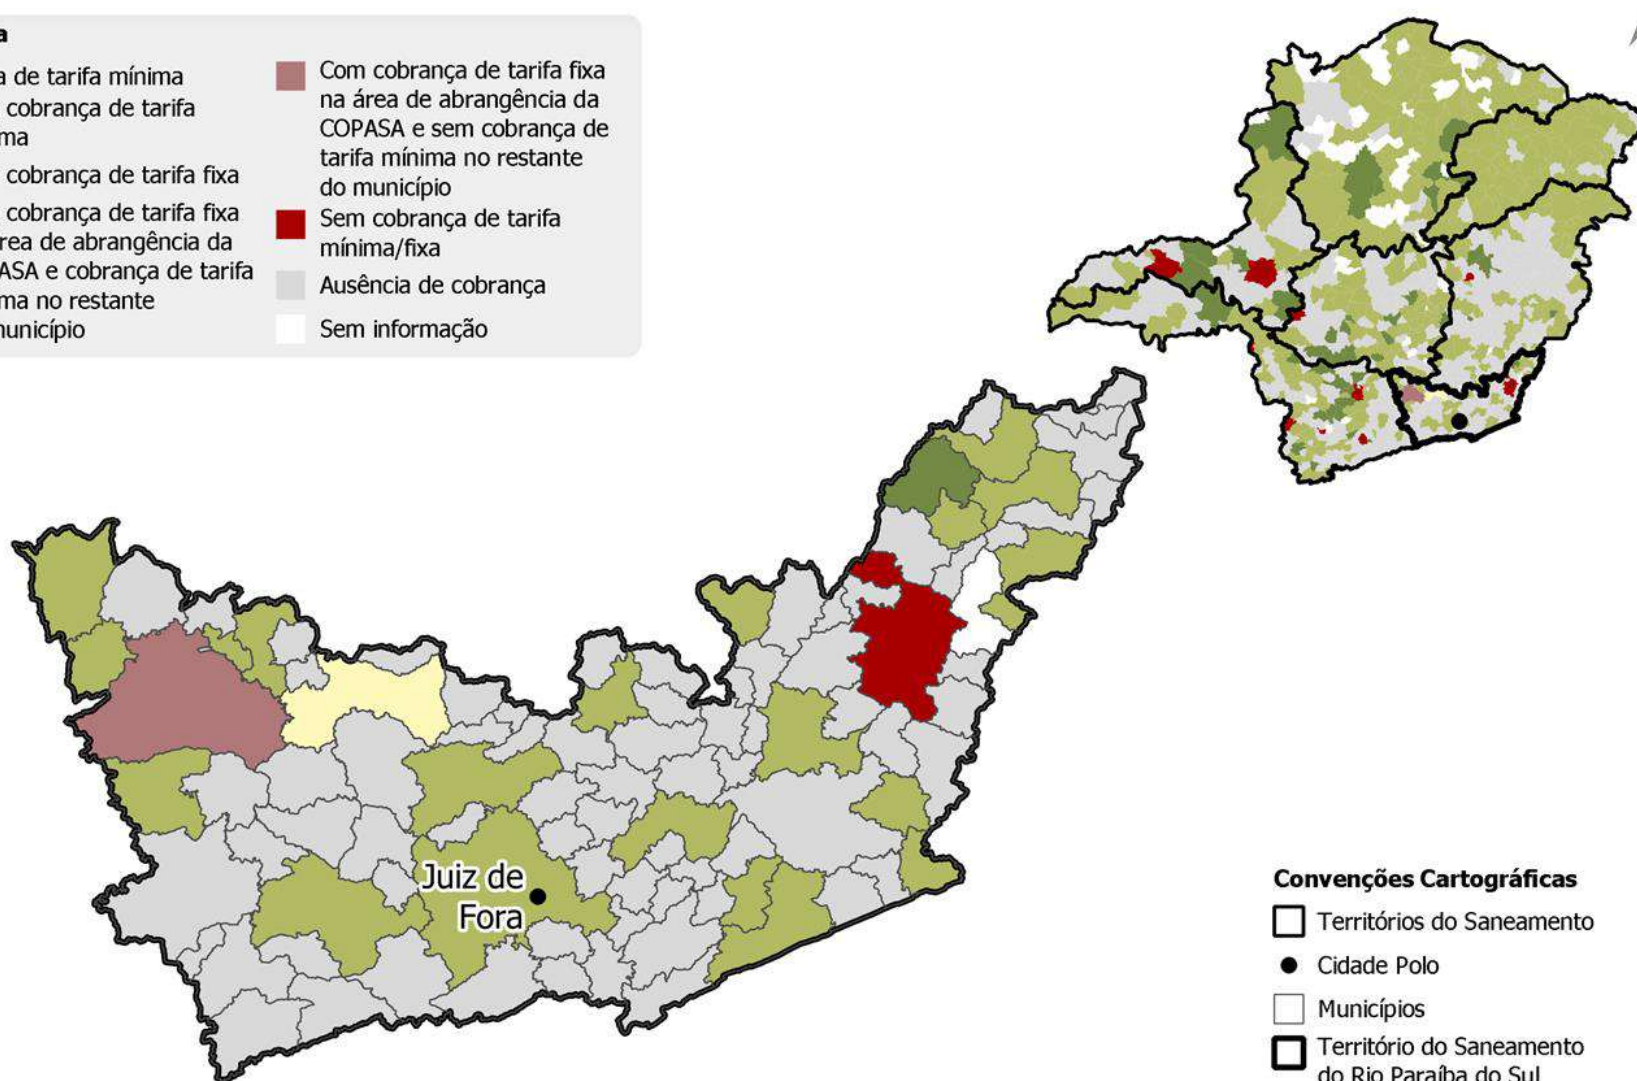 a de tarifa mínima
cobrança de tarifa
cobrança de tarifa fixa
cobrança de tarifa fixa
rea de abrangência da
ASA e cobrança de tarifa
ma no restante
município
Com cobrança de tarifa fixa
na área de abrangência da
COPASA e sem cobrança de
tarifa mínima no restante
do município
Sem cobrança de tarifa
mínima/fixa
Ausência de cobrança
Sem informação
Juiz de
Fora
Convenções Cartográficas
Territórios do Saneamento
Cidade Polo
Municípios
Território do Saneamento
do Rio Paraíba do Sul